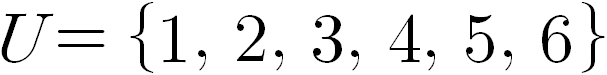 U= {1, 2, 3, 4, 5, 6}